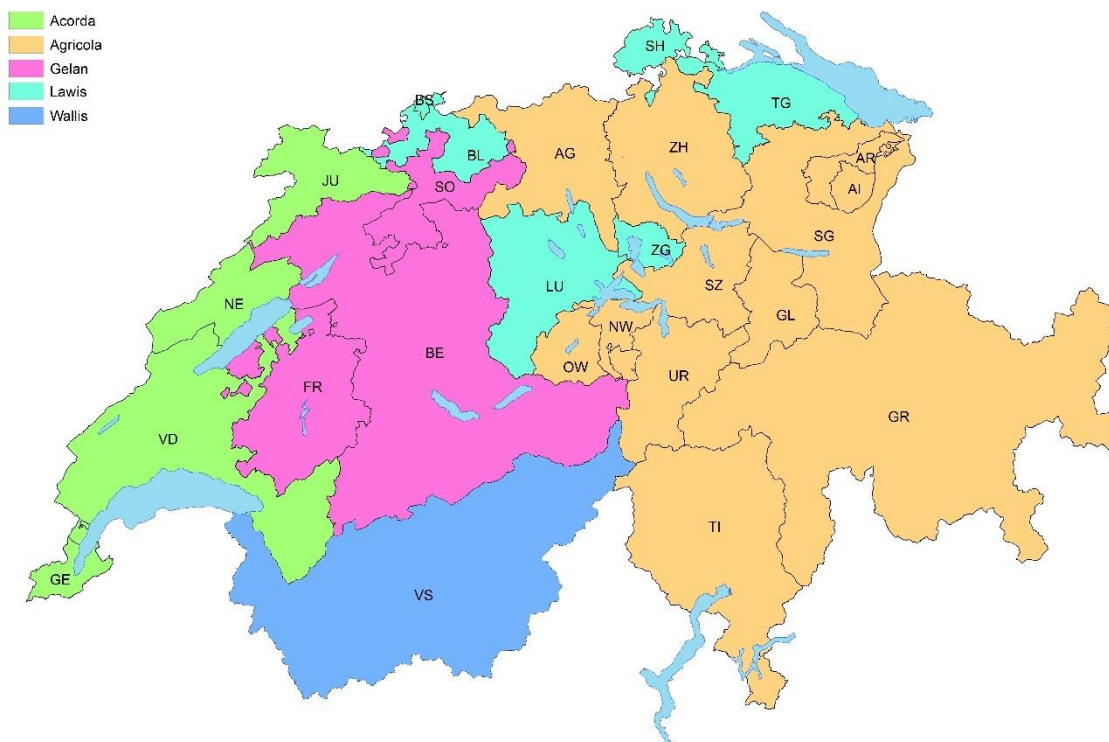 Acorda
Agricola
Gelan
Lawis
Wallis
SH
BS
TG
BL
AG
ZH
AR
JU
SO
AI
SG
ZG
LU
SZ
NE
GL
NW
BE
OW
UR
FR
GR
VD
TI
GE
VS